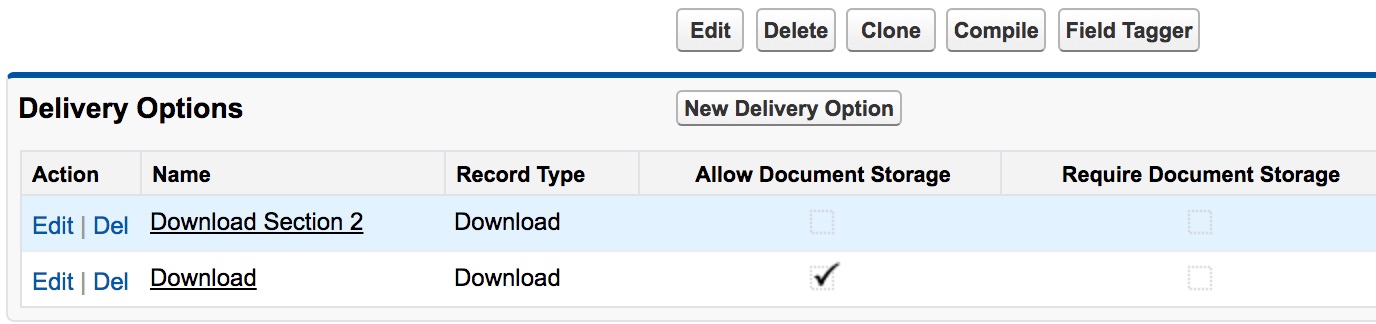 Edit Delete Clone Compile Field Tagger
Delivery Options New Delivery Option
Action Name Record Type Allow Document Storage Require Document Storage
Edit | Del Download Section 2 Download
Edit | Del Download Download